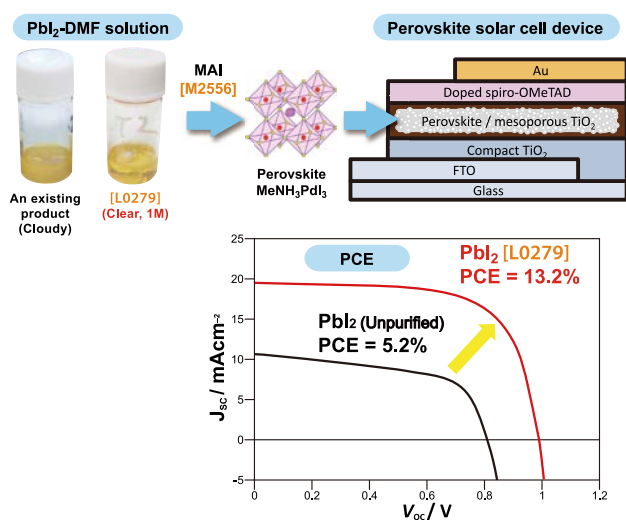 PbI2-DMF solution
Perovskite solar cell device
MAI
[M2556]
Au
Doped spiro-OMeTAD
Perovskite / mesoporous TiO2
Compact TiO2
FTO
Glass
An existing
product
(Cloudy)
[L0279]
(Clear, 1M)
Perovskite
MeNH3PdI3
PCE
PbI2 [L0279]
PCE = 13.2%
PbI2 (Unpurified)
PCE = 5.2%
Jsc / mAcm-2
25
20
15
10
5
0
-5
0
0.2
0.4
0.6
0.8
1
1.2
Voc / V